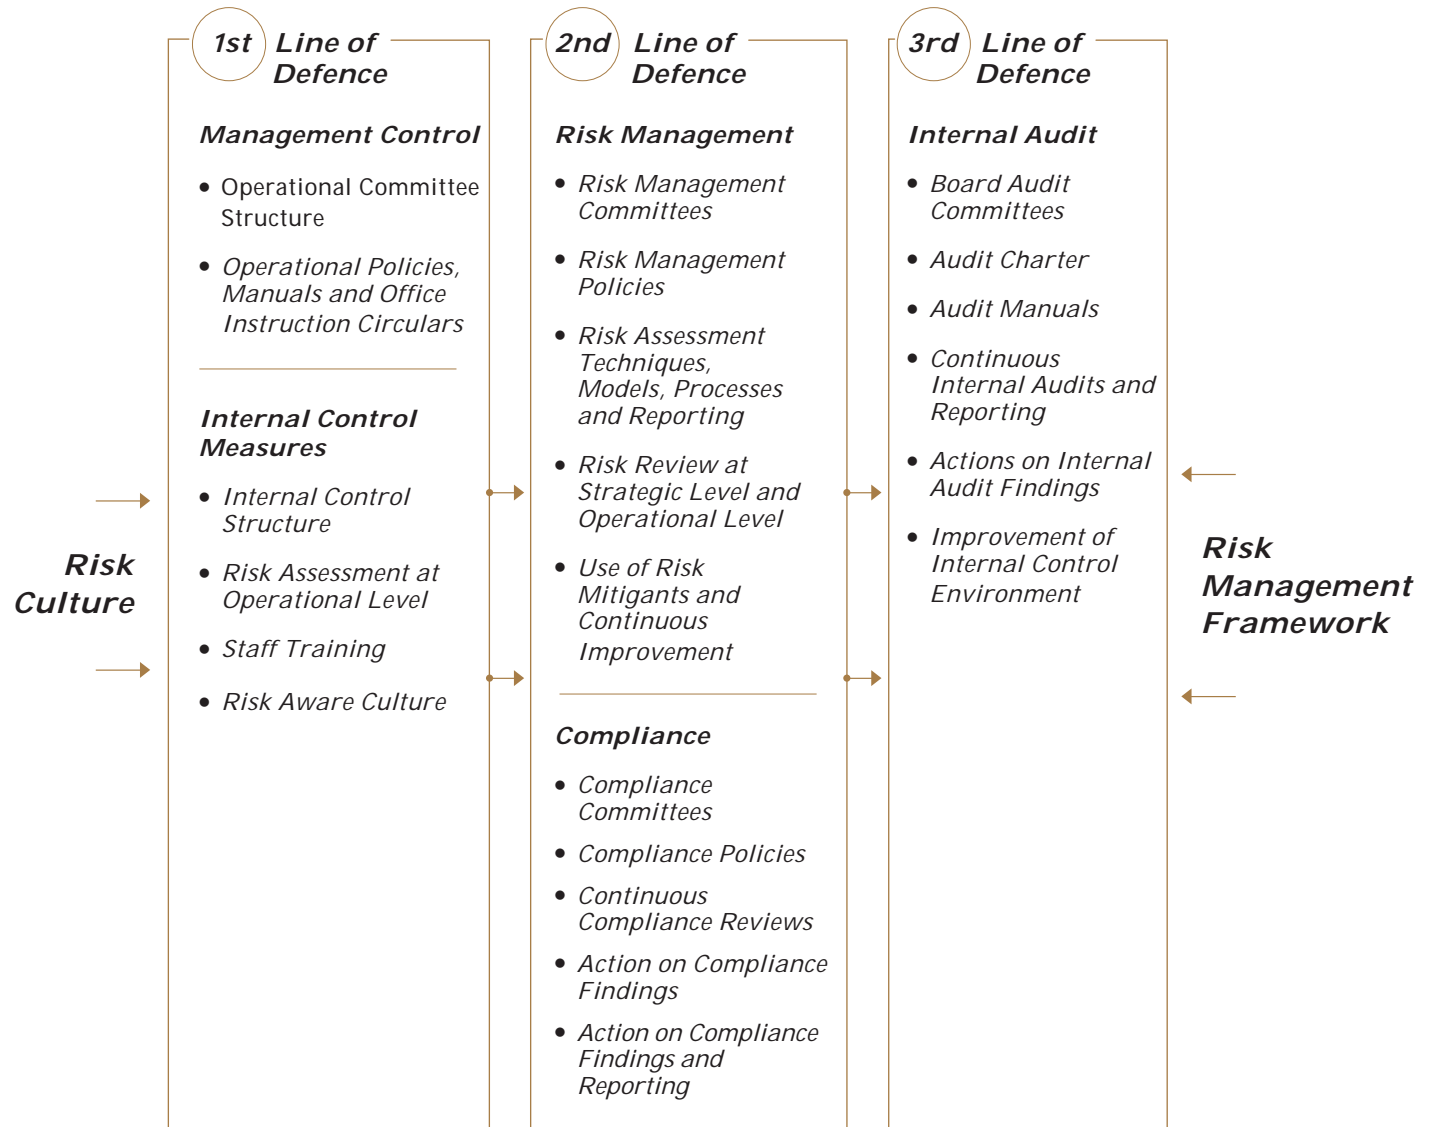 1st Line of
Defence
Management Control
• Operational Committee
Structure
• Operational Policies,
Manuals and Office
Instruction Circulars
Internal Control
Measures
• Internal Control
Structure
• Risk Assessment at
Operational Level
• Staff Training
• Risk Aware Culture
2nd Line of
Defence
Risk Management
• Risk Management
Committees
• Risk Management
Policies
• Risk Assessment
Techniques,
Models, Processes
and Reporting
• Risk Review at
Strategic Level and
Operational Level
• Use of Risk
Mitigants and
Continuous
Improvement
Compliance
• Compliance
Committees
• Compliance Policies
• Continuous
Compliance Reviews
• Action on Compliance
Findings
• Action on Compliance
Findings and
Reporting
3rd Line of
Defence
Internal Audit
• Board Audit
Committees
• Audit Charter
• Audit Manuals
• Continuous
Internal Audits and
Reporting
• Actions on Internal
Audit Findings
• Improvement of
Internal Control
Environment
Risk
Culture
Risk
Management
Framework